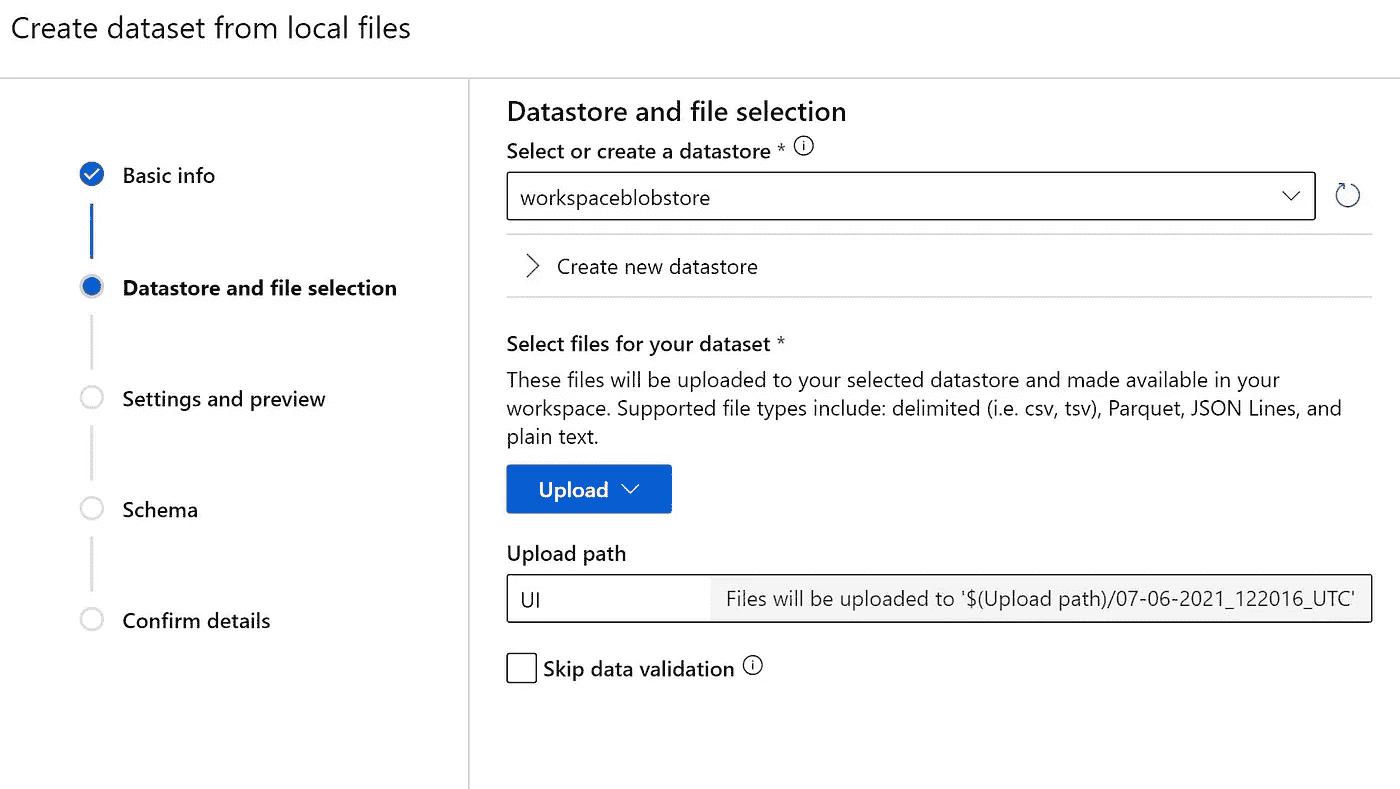 Create dataset from local files
Basic info
Datastore and file selection
Settings and preview
Schema
Confirm details
Datastore and file selection
Select or create a datastore *
workspaceblobstore
Create new datastore
Select files for your dataset *
These files will be uploaded to your selected datastore and made available in your
workspace. Supported file types include: delimited (i.e. csv, tsv), Parquet, JSON Lines, and
plain text.
Upload
Upload path
UI Files will be uploaded to '$(Upload path)/07-06-2021_122016_UTC'
Skip data validation